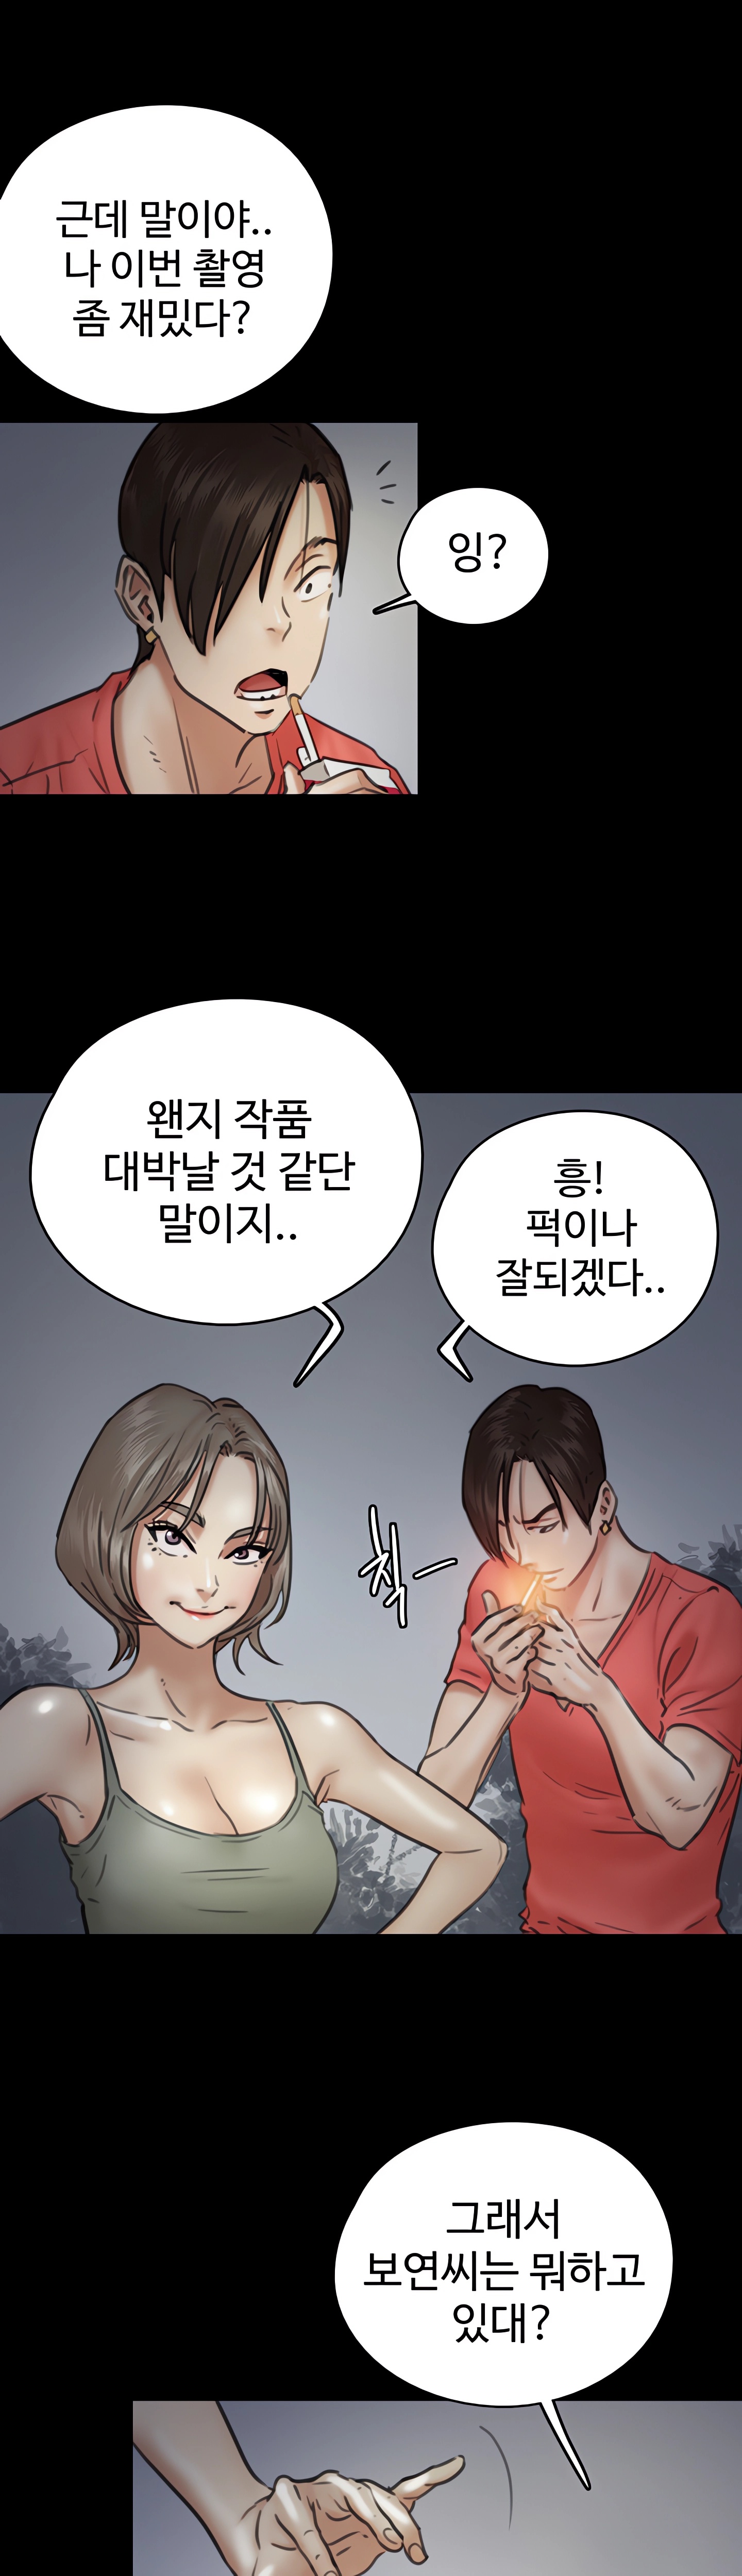 근데 말이야..
나 이번 촬영
좀 재밌다?
잉?
왠지 작품
대박날 것 같단
말이지..
흥!
퍽이나
잘되겠다..
착-
그래서
보연씨는 뭐하고
있대?